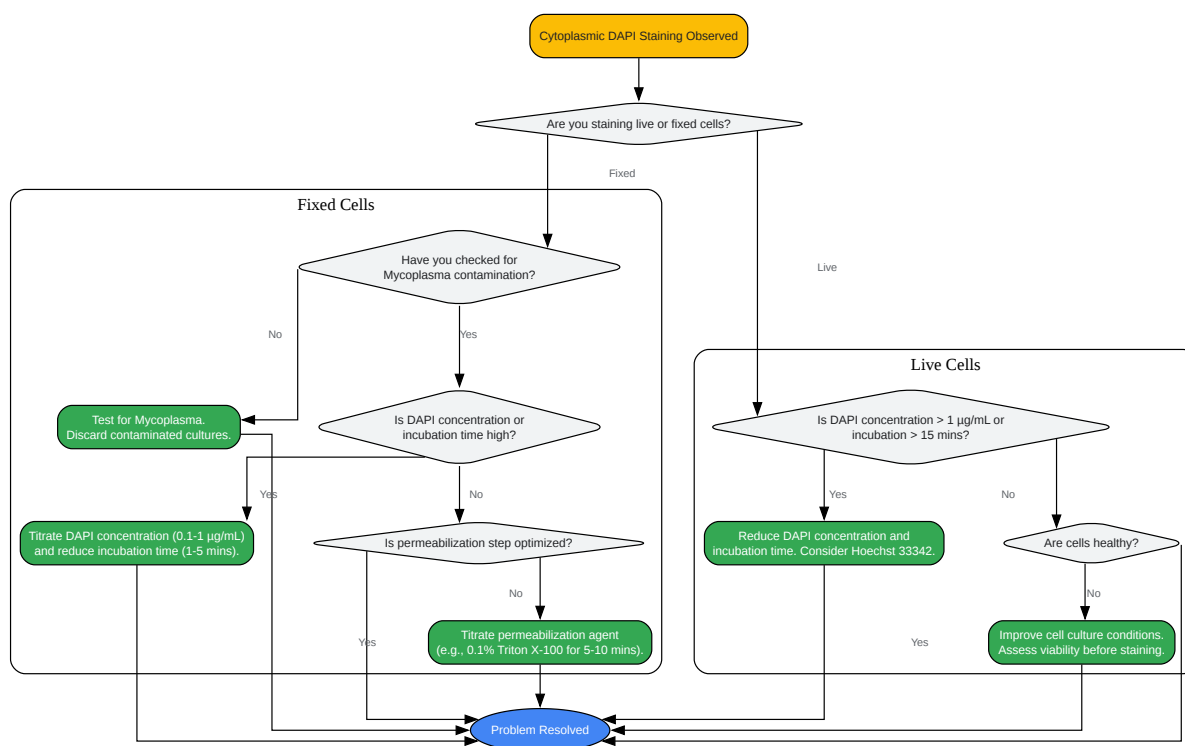 Cytoplasmic DAPI Staining Observed
Are you staining live or fixed cells?
Fixed
Live
Fixed Cells
Have you checked for
Mycoplasma contamination?
No
Yes
Test for Mycoplasma.
Discard contaminated cultures.
Is DAPI concentration or
incubation time high?
Yes
No
Titrate DAPI concentration (0.1-1 µg/mL)
and reduce incubation time (1-5 mins).
Is permeabilization step optimized?
No
Yes
Titrate permeabilization agent
(e.g., 0.1% Triton X-100 for 5-10 mins).
Live Cells
Is DAPI concentration > 1 µg/mL or
incubation > 15 mins?
Yes
No
Reduce DAPI concentration and
incubation time. Consider Hoechst 33342.
Are cells healthy?
No
Yes
Improve cell culture conditions.
Assess viability before staining.
Problem Resolved